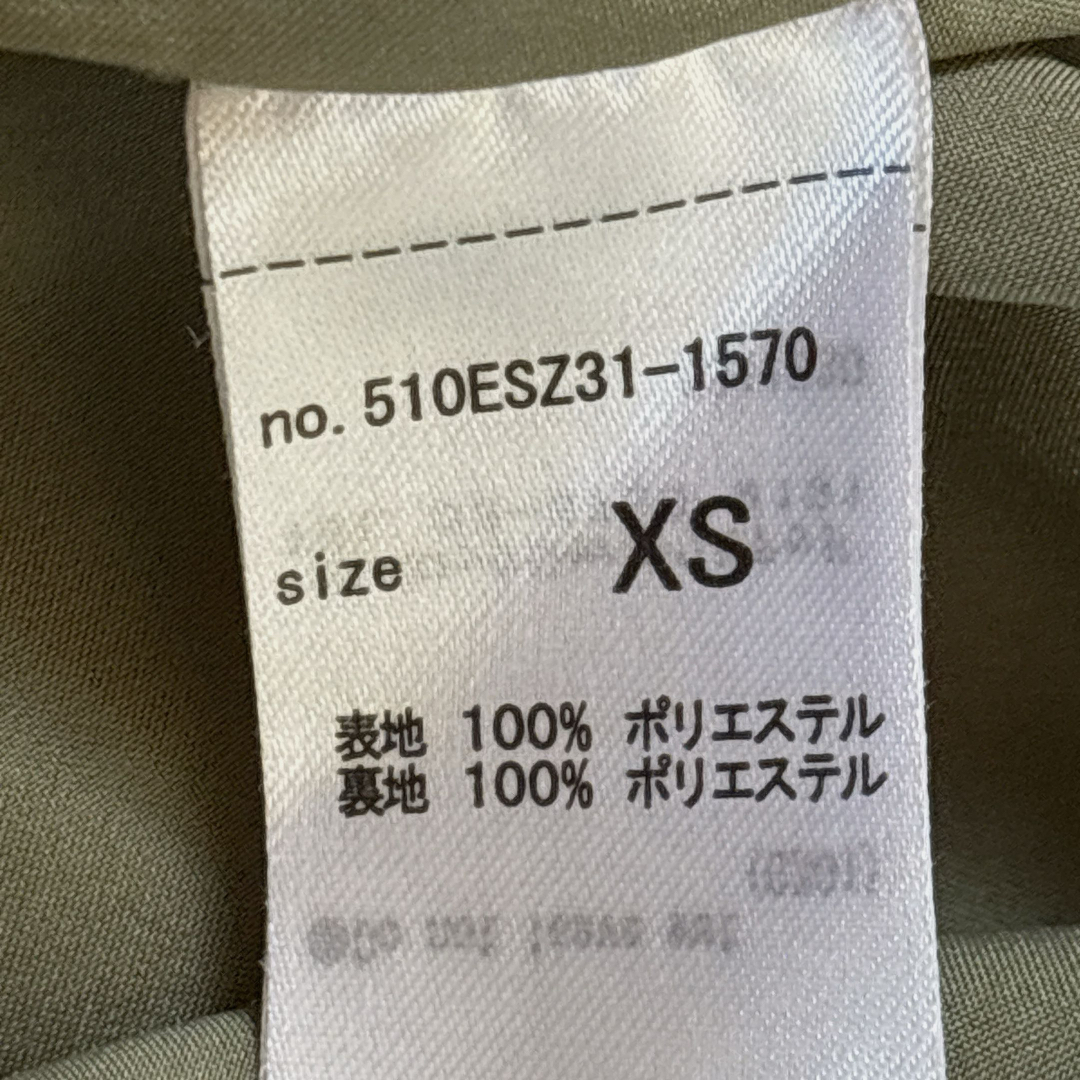 no. 510ESZ31-1570
size XS
表地 100% ポリエステル
裏地 100% ポリエステル